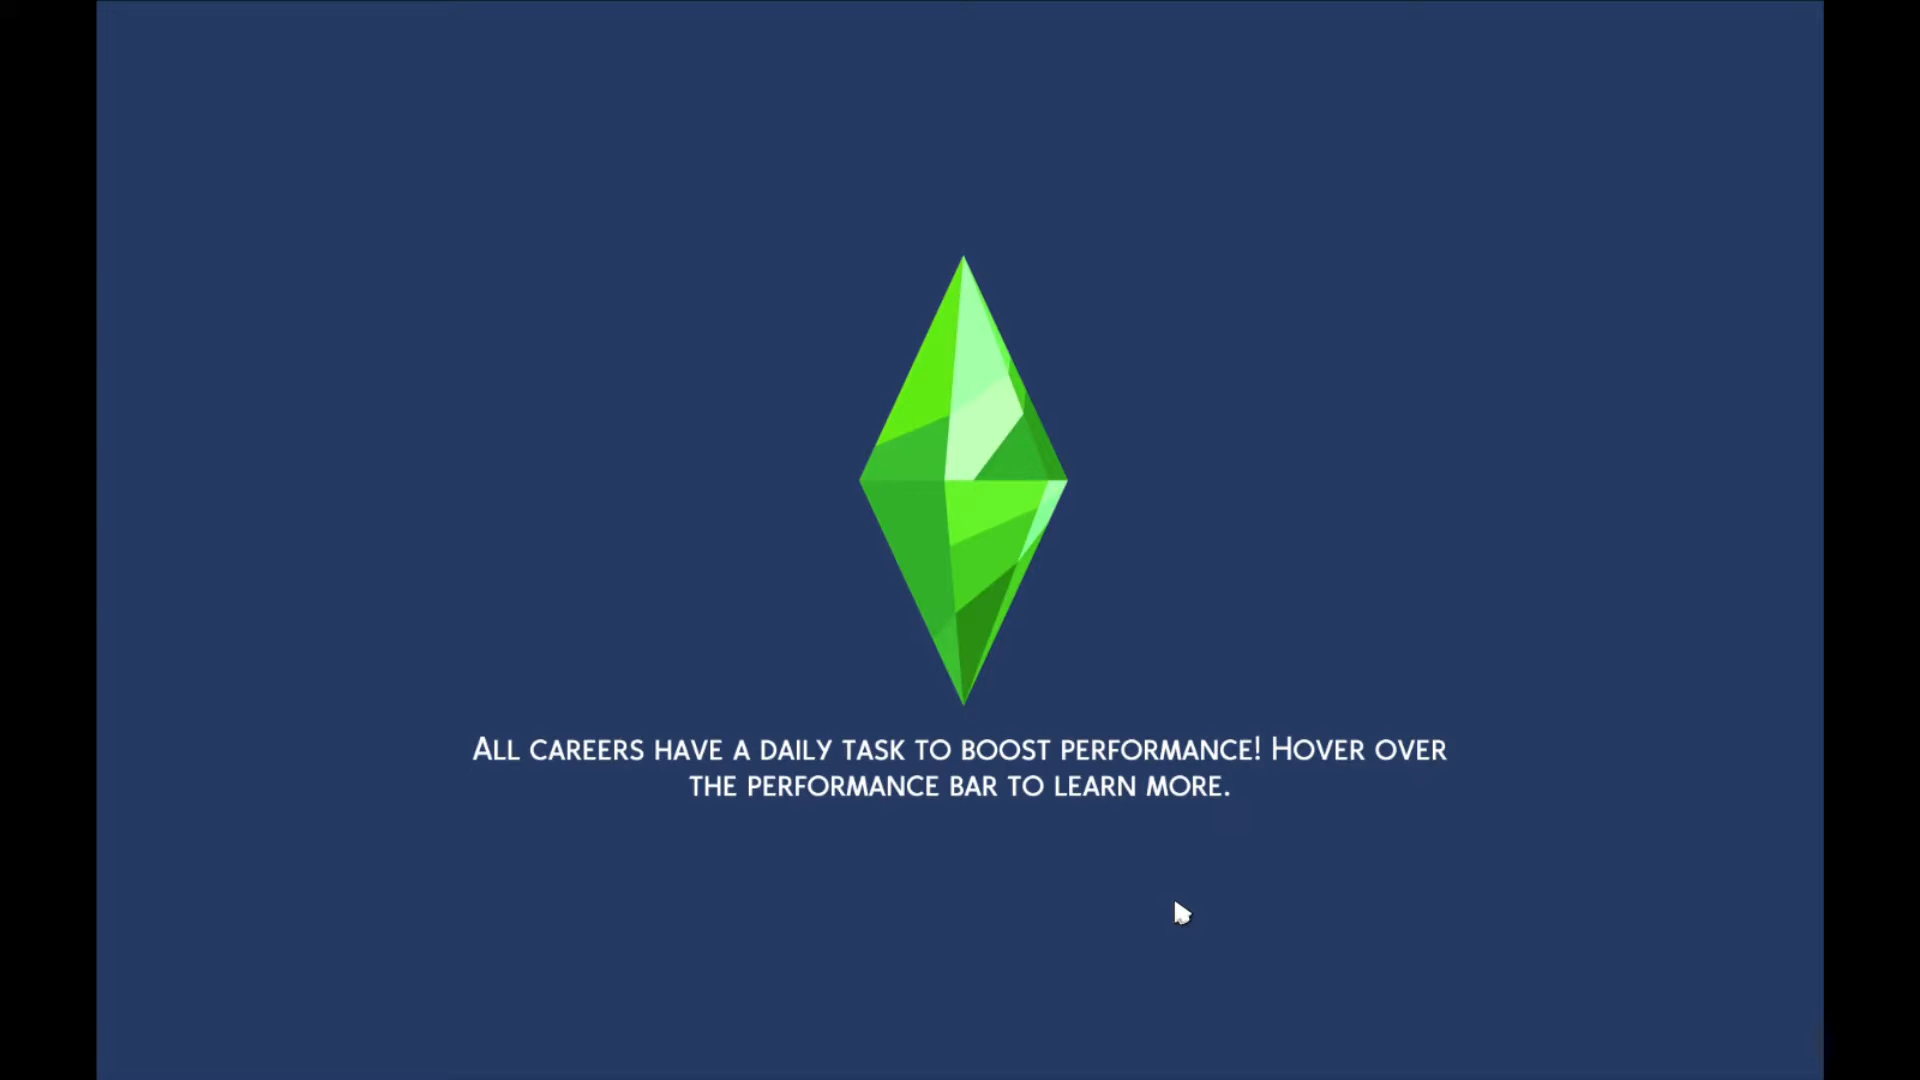 All careers have a daily task to boost performance! Hover over
the performance bar to learn more.